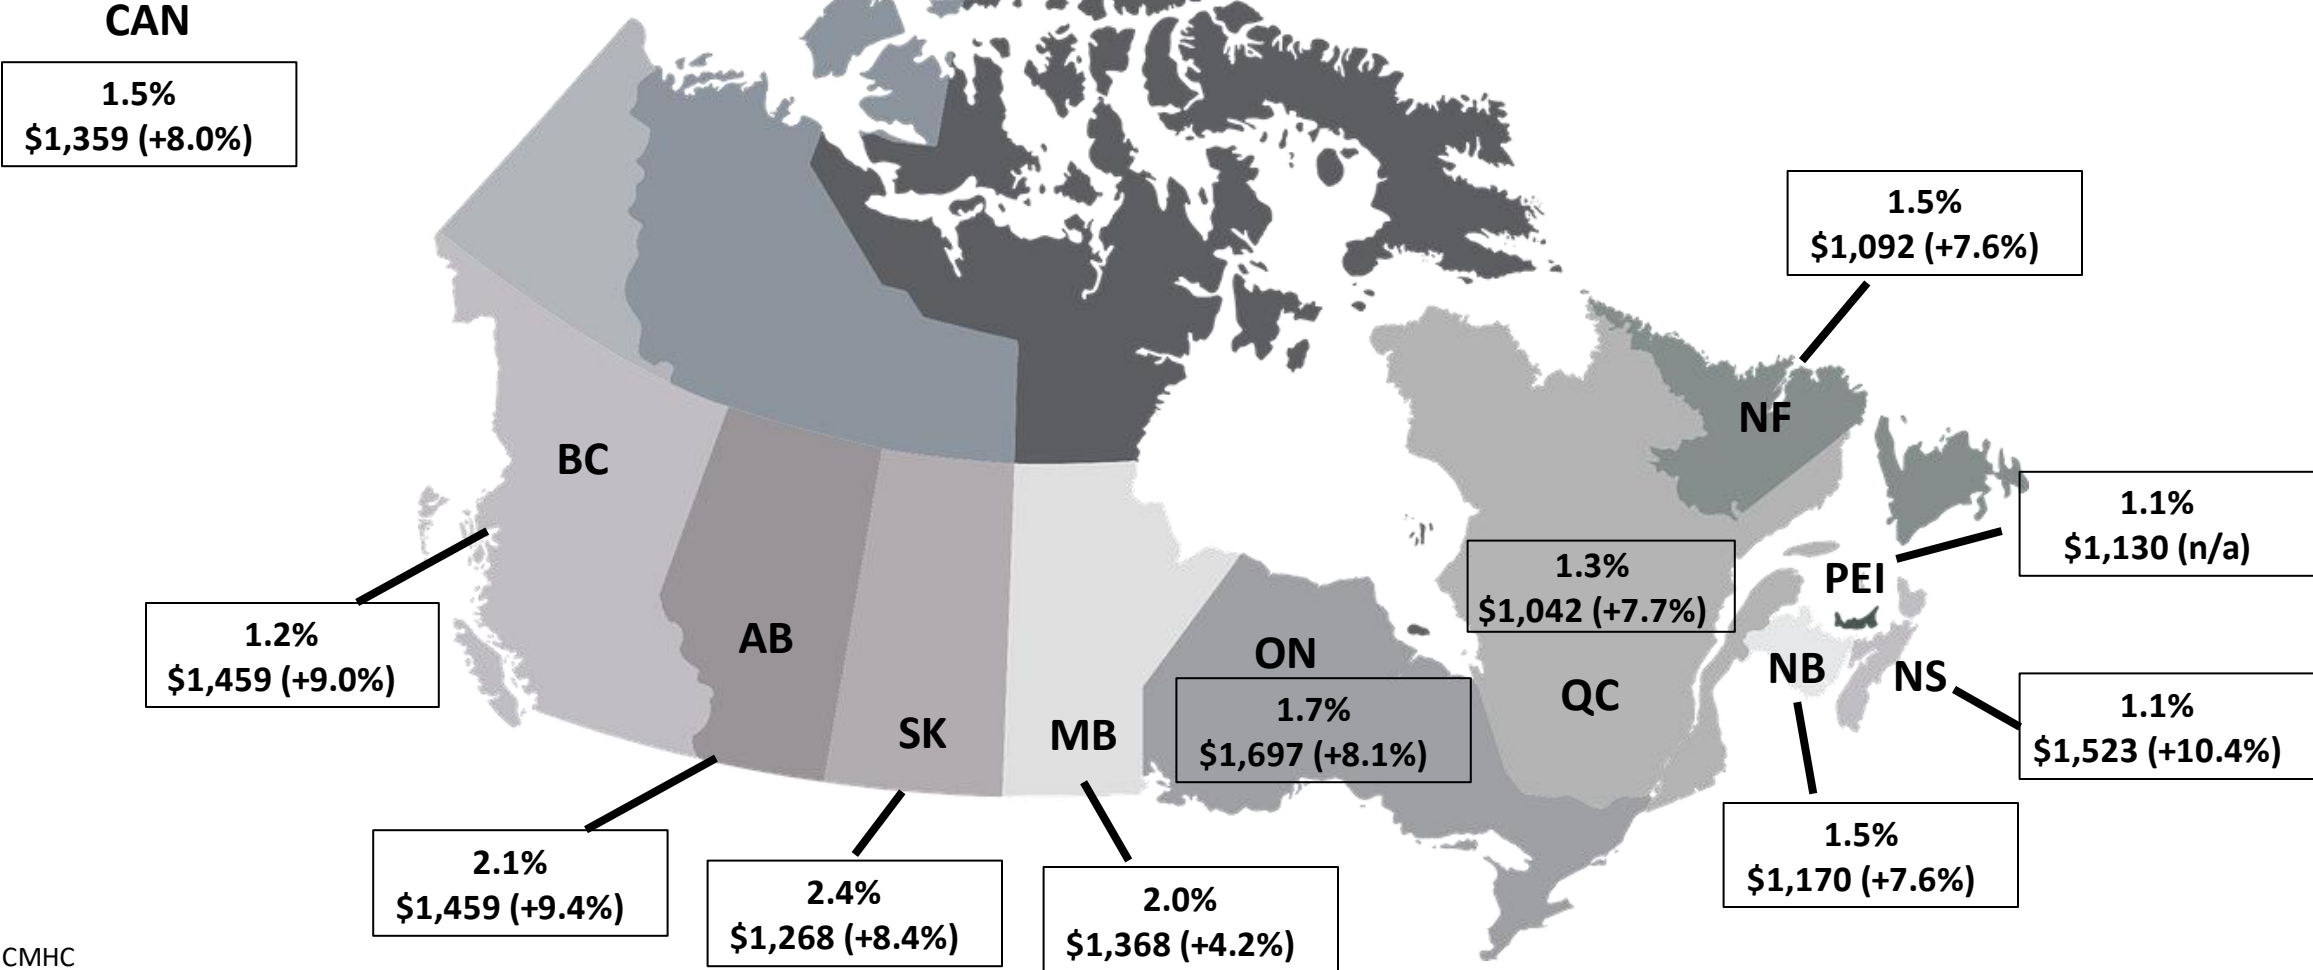 CAN
1.5%
$1,359 (+8.0%)
1.5%
$1,092 (+7.6%)
NF
BC
1.1%
$1,130 (n/a)
PEI
1.3%
$1,042 (+7.7%)
1.2%
$1,459 (+9.0%)
AB
ON
NB
NS
QC
1.7%
$1,697 (+8.1%)
SK
MB
1.1%
$1,523 (+10.4%)
1.5%
$1,170 (+7.6%)
2.1%
$1,459 (+9.4%)
2.4%
$1,268 (+8.4%)
2.0%
$1,368 (+4.2%)
CMHC